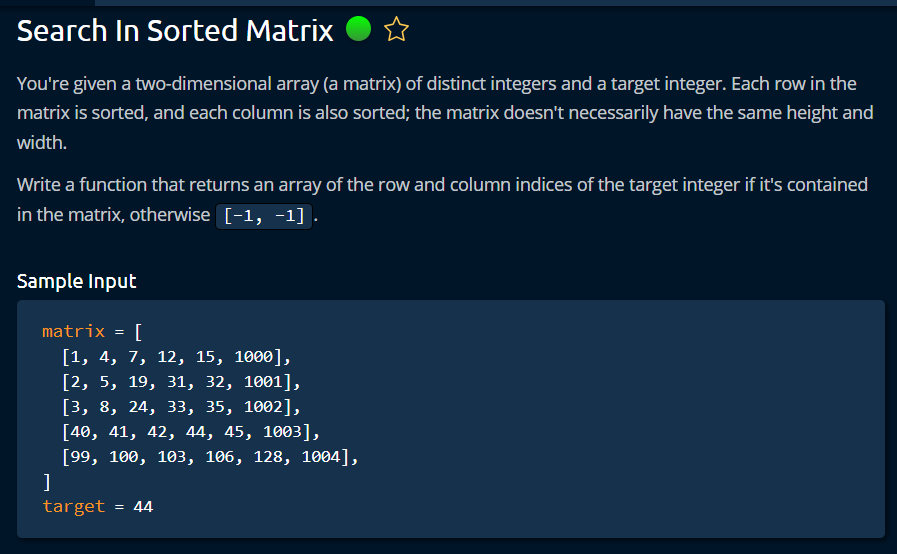 Search In Sorted Matrix
You're given a two-dimensional array (a matrix) of distinct integers and a target integer. Each row in the
matrix is sorted, and each column is also sorted; the matrix doesn't necessarily have the same height and
width.
Write a function that returns an array of the row and column indices of the target integer if it's contained
in the matrix, otherwise [-1, -1] .
Sample Input
matrix = [
  [1, 4, 7, 12, 15, 1000],
  [2, 5, 19, 31, 32, 1001],
  [3, 8, 24, 33, 35, 1002],
  [40, 41, 42, 44, 45, 1003],
  [99, 100, 103, 106, 128, 1004],
]
target = 44